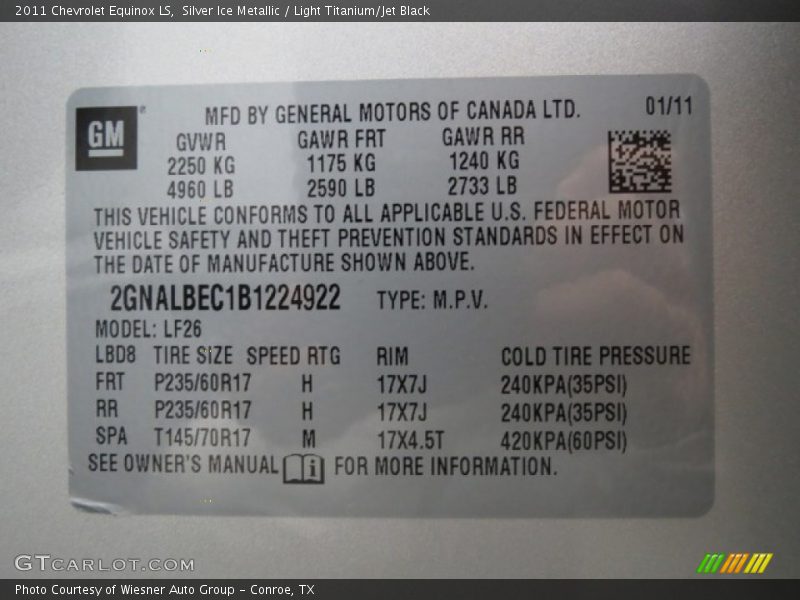 2011 Chevrolet Equinox LS,  Silver Ice Metallic / Light Titanium/Jet Black
GM ® MFD BY GENERAL MOTORS OF CANADA LTD. 01/11
GVWR GAWR FRT GAWR RR
2250 KG 1175 KG 1240 KG
4960 LB 2590 LB 2733 LB
THIS VEHICLE CONFORMS TO ALL APPLICABLE U.S. FEDERAL MOTOR
VEHICLE SAFETY AND THEFT PREVENTION STANDARDS IN EFFECT ON
THE DATE OF MANUFACTURE SHOWN ABOVE.
2GNALBEC1B1224922 TYPE: M.P.V.
MODEL: LF26
LBD8 TIRE SIZE SPEED RTG RIM COLD TIRE PRESSURE
FRT P235/60R17 H 17X7J 240KPA(35PSI)
RR P235/60R17 H 17X7J 240KPA(35PSI)
SPA T145/70R17 M 17X4.5T 420KPA(60PSI)
SEE OWNER'S MANUAL i FOR MORE INFORMATION.
GTCARLOT.COM
Photo Courtesy of Wiesner Auto Group – Conroe, TX